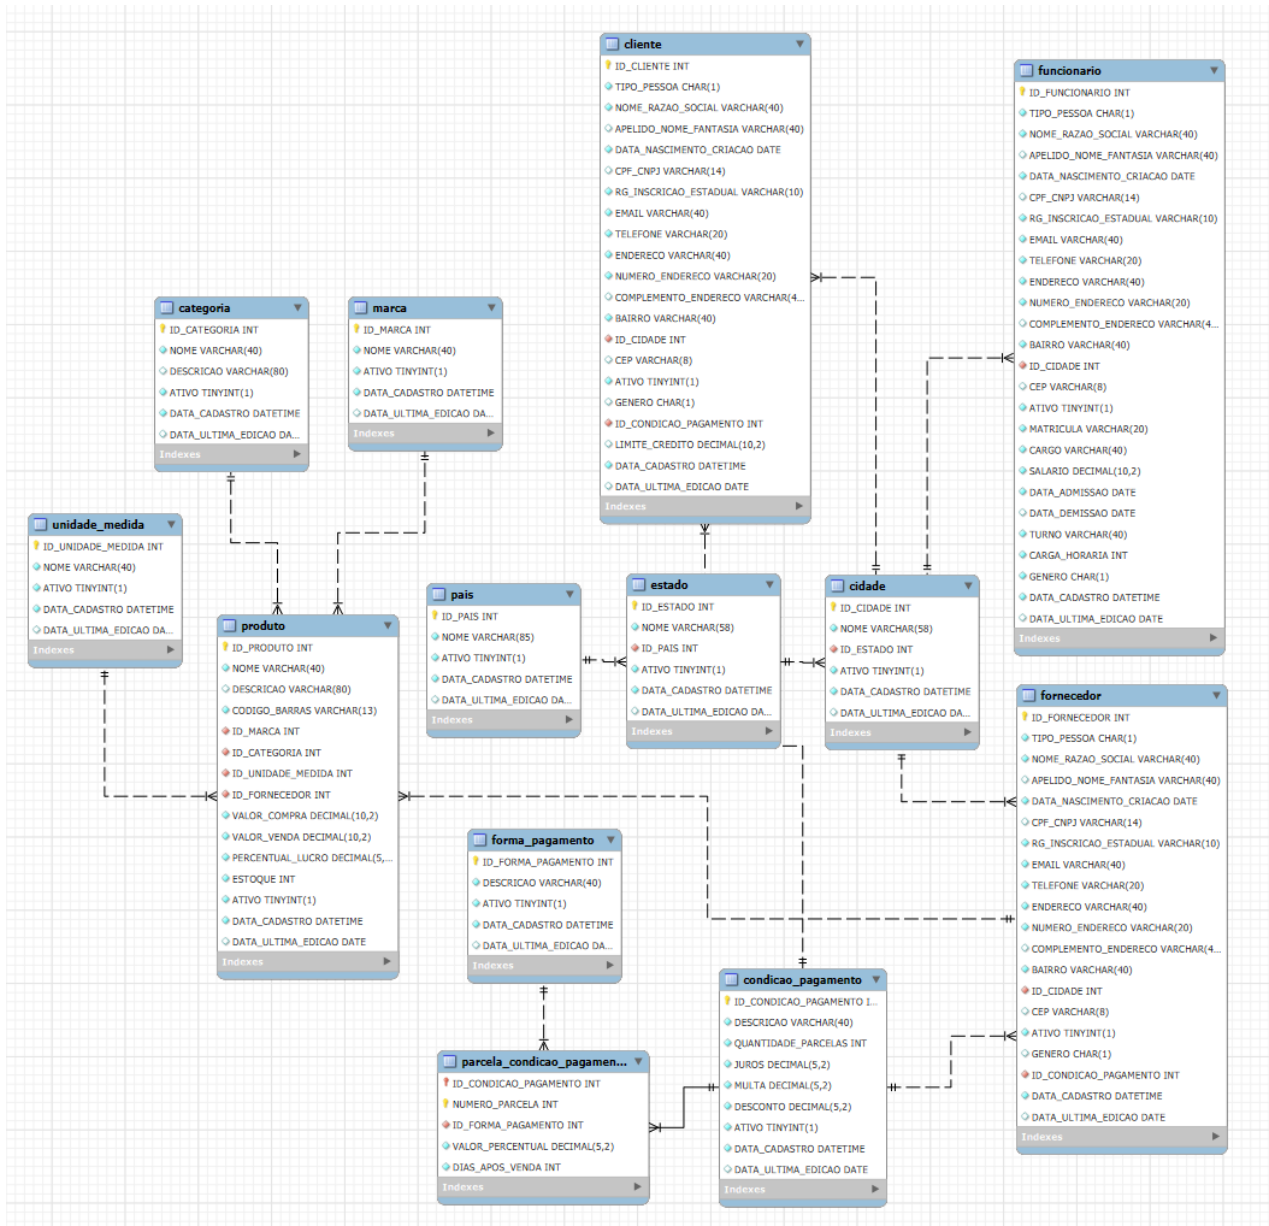 cliente
ID_CLIENTE INT
TIPO_PESSOA CHAR(1)
NOME_RAZAO_SOCIAL VARCHAR(40)
APELIDO_NOME_FANTASIA VARCHAR(40)
DATA_NASCIMENTO_CRIACAO DATE
CPF_CNPJ VARCHAR(14)
RG_INSCRICAO_ESTADUAL VARCHAR(10)
EMAIL VARCHAR(40)
TELEFONE VARCHAR(20)
ENDERECO VARCHAR(40)
NUMERO_ENDERECO VARCHAR(20)
COMPLEMENTO_ENDERECO VARCHAR(4...
BAIRRO VARCHAR(40)
ID_CIDADE INT
CEP VARCHAR(8)
ATIVO TINYINT(1)
GENERO CHAR(1)
ID_CONDICAO_PAGAMENTO INT
LIMITE_CREDITO DECIMAL(10,2)
DATA_CADASTRO DATETIME
DATA_ULTIMA_EDICAO DATE
Indexes
funcionario
ID_FUNCIONARIO INT
TIPO_PESSOA CHAR(1)
NOME_RAZAO_SOCIAL VARCHAR(40)
APELIDO_NOME_FANTASIA VARCHAR(40)
DATA_NASCIMENTO_CRIACAO DATE
CPF_CNPJ VARCHAR(14)
RG_INSCRICAO_ESTADUAL VARCHAR(10)
EMAIL VARCHAR(40)
TELEFONE VARCHAR(20)
ENDERECO VARCHAR(40)
NUMERO_ENDERECO VARCHAR(20)
COMPLEMENTO_ENDERECO VARCHAR(4...
BAIRRO VARCHAR(40)
ID_CIDADE INT
CEP VARCHAR(8)
ATIVO TINYINT(1)
MATRICULA VARCHAR(20)
CARGO VARCHAR(40)
SALARIO DECIMAL(10,2)
DATA_ADMISSAO DATE
DATA_DEMISSAO DATE
TURNO VARCHAR(40)
CARGA_HORARIA INT
GENERO CHAR(1)
DATA_CADASTRO DATETIME
DATA_ULTIMA_EDICAO DATE
Indexes
categoria
ID_CATEGORIA INT
NOME VARCHAR(40)
DESCRICAO VARCHAR(80)
ATIVO TINYINT(1)
DATA_CADASTRO DATETIME
DATA_ULTIMA_EDICAO DA...
Indexes
marca
ID_MARCA INT
NOME VARCHAR(40)
ATIVO TINYINT(1)
DATA_CADASTRO DATETIME
DATA_ULTIMA_EDICAO DA...
Indexes
unidade_medida
ID_UNIDADE_MEDIDA INT
NOME VARCHAR(40)
ATIVO TINYINT(1)
DATA_CADASTRO DATETIME
DATA_ULTIMA_EDICAO DA...
Indexes
produto
ID_PRODUTO INT
NOME VARCHAR(40)
DESCRICAO VARCHAR(80)
CODIGO_BARRAS VARCHAR(13)
ID_MARCA INT
ID_CATEGORIA INT
ID_UNIDADE_MEDIDA INT
ID_FORNECEDOR INT
VALOR_COMPRA DECIMAL(10,2)
VALOR_VENDA DECIMAL(10,2)
PERCENTUAL_LUCRO DECIMAL(5,...
ESTOQUE INT
ATIVO TINYINT(1)
DATA_CADASTRO DATETIME
DATA_ULTIMA_EDICAO DATE
Indexes
pais
ID_PAIS INT
NOME VARCHAR(85)
ATIVO TINYINT(1)
DATA_CADASTRO DATETIME
DATA_ULTIMA_EDICAO DA...
Indexes
estado
ID_ESTADO INT
NOME VARCHAR(58)
ID_PAIS INT
ATIVO TINYINT(1)
DATA_CADASTRO DATETIME
DATA_ULTIMA_EDICAO DA...
Indexes
cidade
ID_CIDADE INT
NOME VARCHAR(58)
ID_ESTADO INT
ATIVO TINYINT(1)
DATA_CADASTRO DATETIME
DATA_ULTIMA_EDICAO DA...
Indexes
fornecedor
ID_FORNECEDOR INT
TIPO_PESSOA CHAR(1)
NOME_RAZAO_SOCIAL VARCHAR(40)
APELIDO_NOME_FANTASIA VARCHAR(40)
DATA_NASCIMENTO_CRIACAO DATE
CPF_CNPJ VARCHAR(14)
RG_INSCRICAO_ESTADUAL VARCHAR(10)
EMAIL VARCHAR(40)
TELEFONE VARCHAR(20)
ENDERECO VARCHAR(40)
NUMERO_ENDERECO VARCHAR(20)
COMPLEMENTO_ENDERECO VARCHAR(4...
BAIRRO VARCHAR(40)
ID_CIDADE INT
CEP VARCHAR(8)
ATIVO TINYINT(1)
GENERO CHAR(1)
ID_CONDICAO_PAGAMENTO INT
DATA_CADASTRO DATETIME
DATA_ULTIMA_EDICAO DATE
Indexes
forma_pagamento
ID_FORMA_PAGAMENTO INT
DESCRICAO VARCHAR(40)
ATIVO TINYINT(1)
DATA_CADASTRO DATETIME
DATA_ULTIMA_EDICAO DA...
Indexes
condicao_pagamento
ID_CONDICAO_PAGAMENTO I...
DESCRICAO VARCHAR(40)
QUANTIDADE_PARCELAS INT
JUROS DECIMAL(5,2)
MULTA DECIMAL(5,2)
DESCONTO DECIMAL(5,2)
ATIVO TINYINT(1)
DATA_CADASTRO DATETIME
DATA_ULTIMA_EDICAO DATE
Indexes
parcela_condicao_pagamen...
ID_CONDICAO_PAGAMENTO INT
NUMERO_PARCELA INT
ID_FORMA_PAGAMENTO INT
VALOR_PERCENTUAL DECIMAL(5,2)
DIAS_APOS_VENDA INT
Indexes